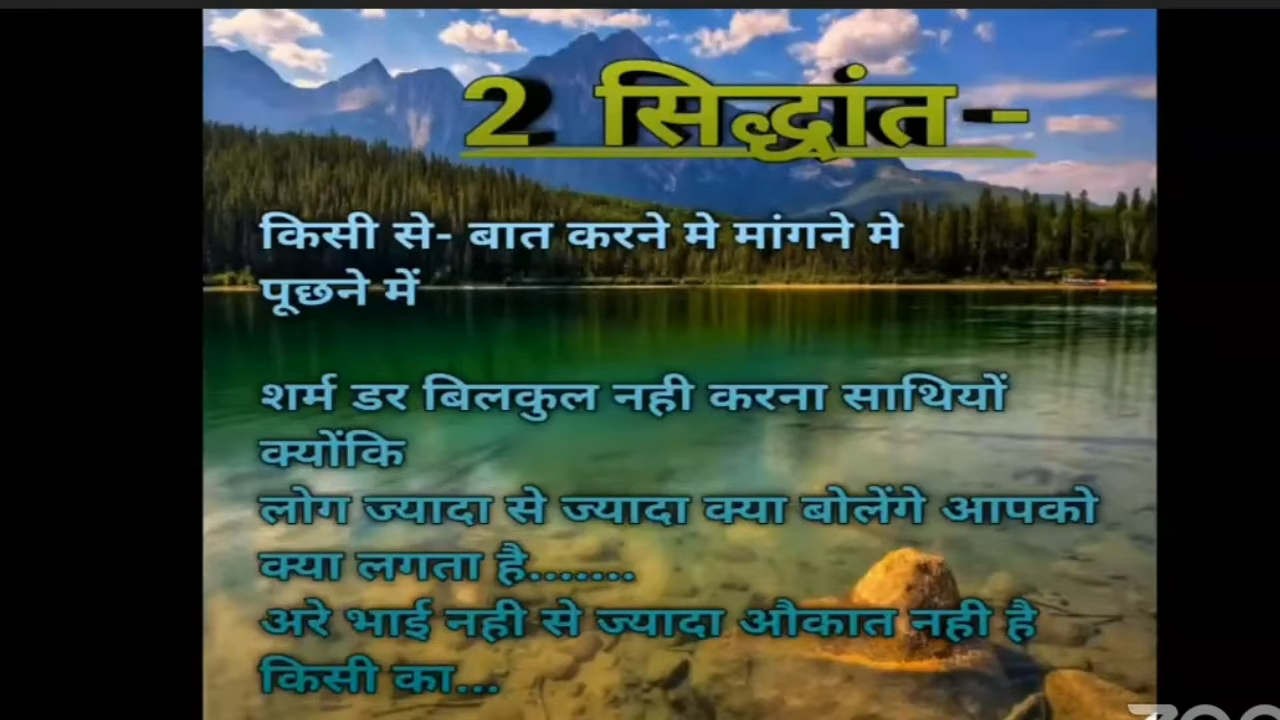 2 सिद्धांत-
किसी से- बात करने मे मांगने मे
पूछने में
शर्म डर बिलकुल नही करना साथियों
क्योंकि
लोग ज्यादा से ज्यादा क्या बोलेंगे आपको
क्या लगता है.......
अरे भाई नही से ज्यादा औकात नही है
किसी का...